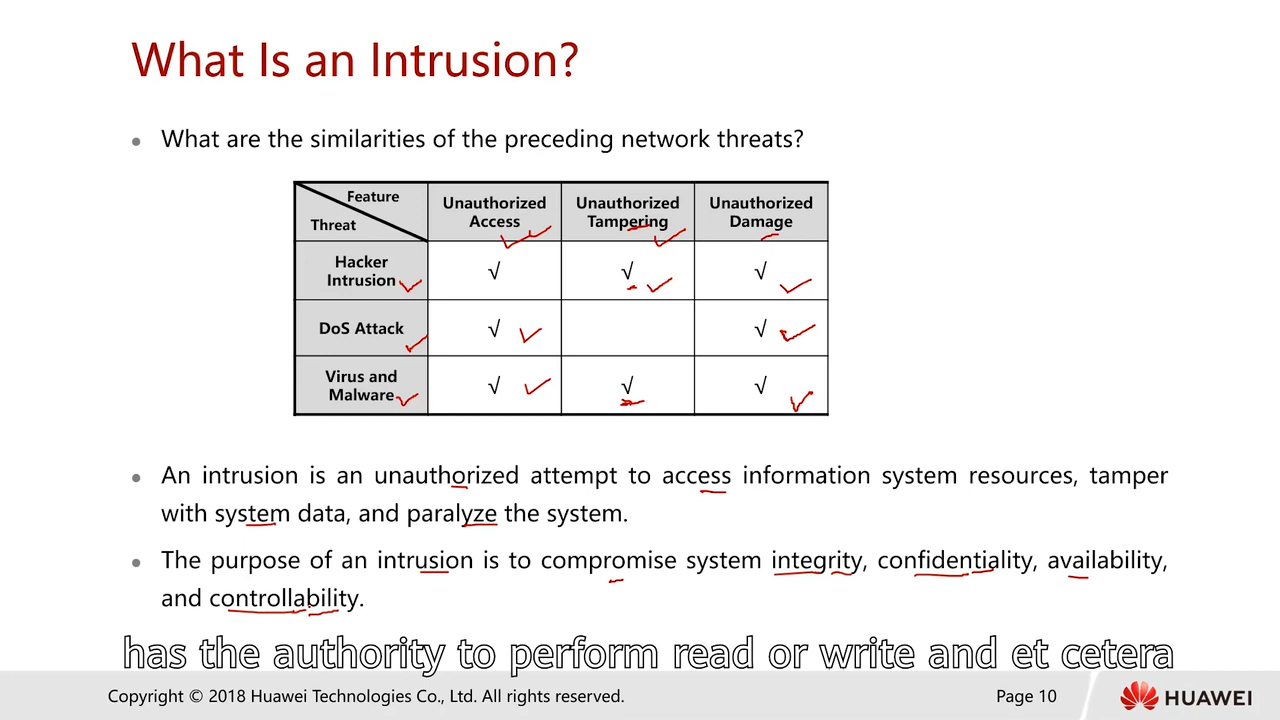 What Is an Intrusion?
• What are the similarities of the preceding network threats?
Feature
Threat
Unauthorized Access
Unauthorized Tampering
Unauthorized Damage
Hacker Intrusion
√ √ √
DoS Attack
√ √
Virus and Malware
√ √ √
• An intrusion is an unauthorized attempt to access information system resources, tamper
with system data, and paralyze the system.
• The purpose of an intrusion is to compromise system integrity, confidentiality, availability,
and controllability.
has the authority to perform read or write and et cetera
Copyright © 2018 Huawei Technologies Co., Ltd. All rights reserved.
Page 10
HUAWEI